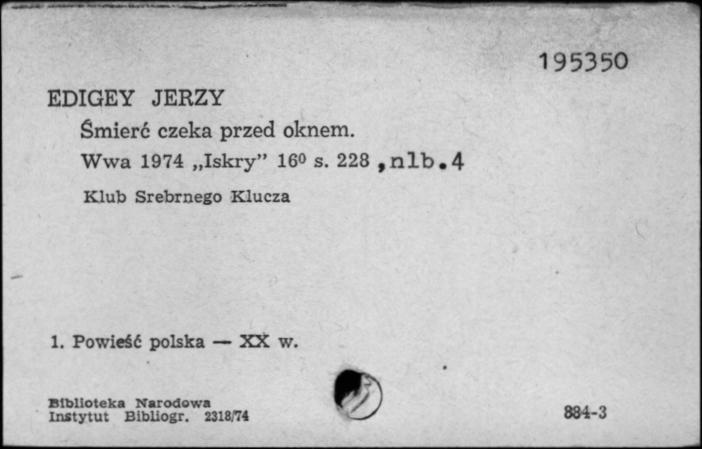 195350
EDIGEY JERZY
Śmierć czeka przed oknem.
Wwa 1974 „Iskry” 16⁰ s. 228 ,nlb.4
Klub Srebrnego Klucza
1. Powieść polska — XX w.
Biblioteka Narodowa
Instytut Bibliogr. 2318/74
884-3